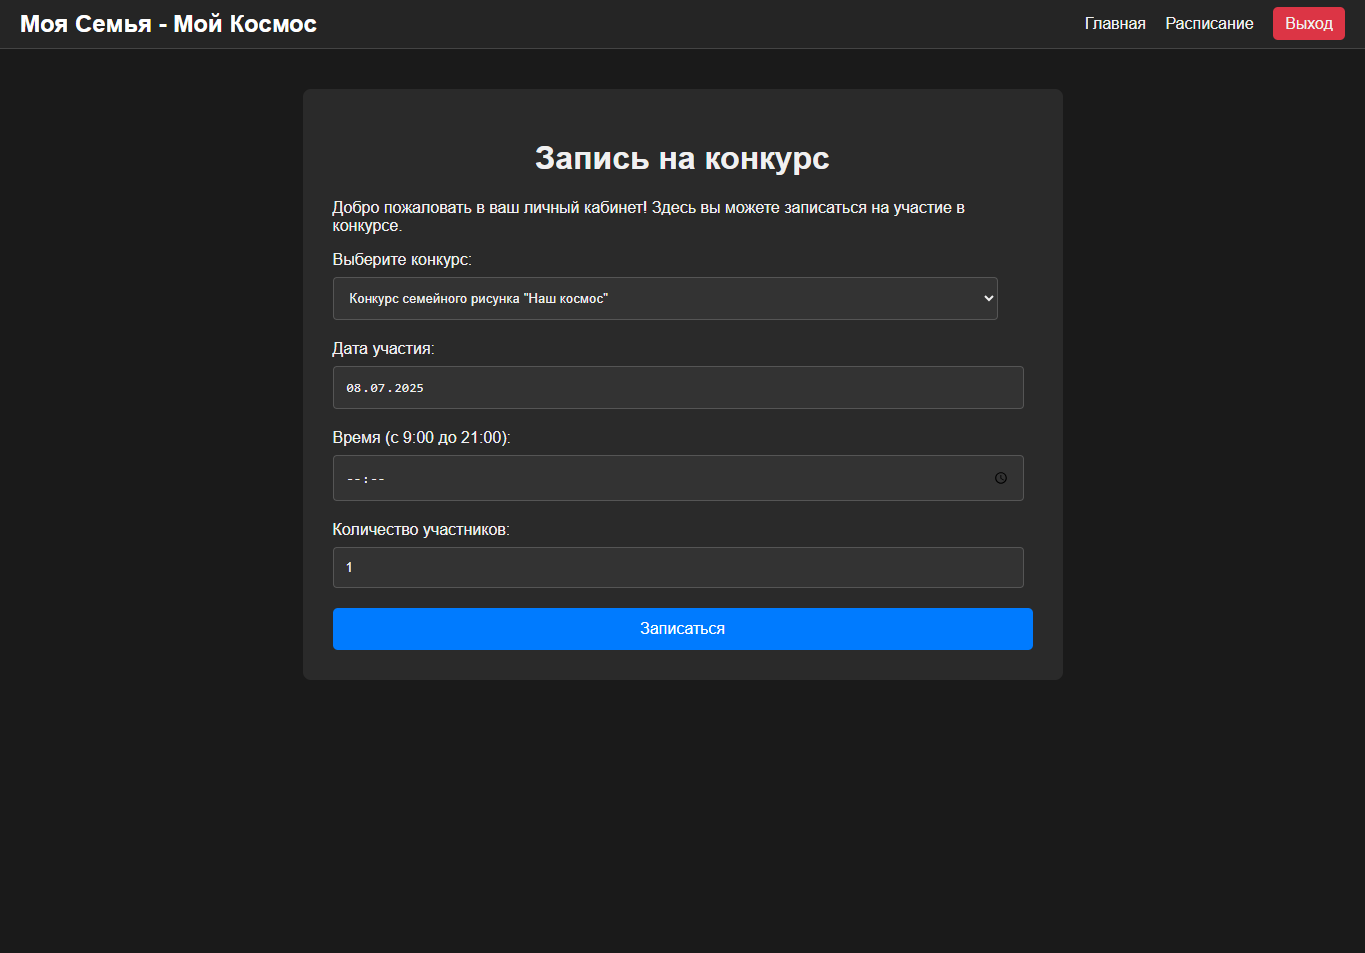 Моя Семья - Мой Космос
Главная Расписание Выход
Запись на конкурс
Добро пожаловать в ваш личный кабинет! Здесь вы можете записаться на участие в
конкурсе.
Выберите конкурс:
Конкурс семейного рисунка "Наш космос"
Дата участия:
08.07.2025
Время (с 9:00 до 21:00):
--:--
Количество участников:
1
Записаться